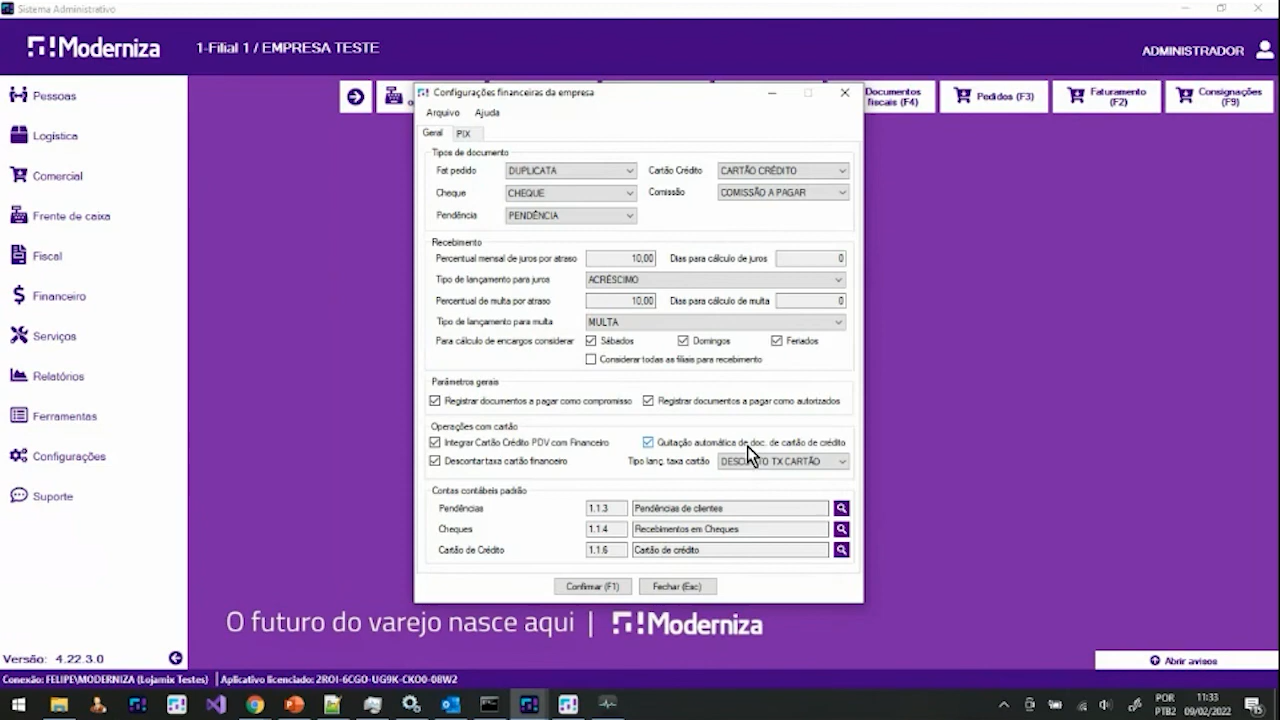 Sistema Administrativo
Moderniza
1-Filial 1 / EMPRESA TESTE
ADMINISTRADOR
Pessoas
Logística
Comercial
Frente de caixa
Fiscal
Financeiro
Serviços
Relatórios
Ferramentas
Configurações
Suporte
Documentos fiscais (F4)
Pedidos (F3)
Faturamento (F2)
Consignações (F9)
Configurações financeiras da empresa
Arquivo Ajuda
Geral PIX
Tipos de documento
Fat pedido DUPLICATA Cartão Crédito CARTÃO CRÉDITO
Cheque CHEQUE Comissão COMISSÃO A PAGAR
Pendência PENDÊNCIA
Recebimento
Percentual mensal de juros por atraso 10,00 Dias para cálculo de juros 0
Tipo de lançamento para juros ACRÉSCIMO
Percentual de multa por atraso 10,00 Dias para cálculo de multa 0
Tipo de lançamento para multa MULTA
Para cálculo de encargos considerar Sábados Domingos Feriados
Considerar todas as filiais para recebimento
Parâmetros gerais
Registrar documentos a pagar como compromisso Registrar documentos a pagar como autorizados
Operações com cartão
Integrar Cartão Crédito PDV com Financeiro Quitação automática de doc. de cartão de crédito
Descontar taxa cartão financeiro Tipo lanç. taxa cartão TX CARTÃO
Contas contábeis padrão
Pendências 1.1.3 Pendências de clientes
Cheques 1.1.4 Recebimentos em Cheques
Cartão de Crédito 1.1.6 Cartão de crédito
Confirmar (F1) Fechar (Esc)
O futuro do varejo nasce aqui | Moderniza
Versão: 4.22.3.0
Abrir avisos
Conexão: FELIPE\MODERNIZA (Lojamix Testes) Aplicativo licenciado: 2ROI-6CGO-UG9K-CKO0-08W2
POR
PTB2
11:33
09/02/2022